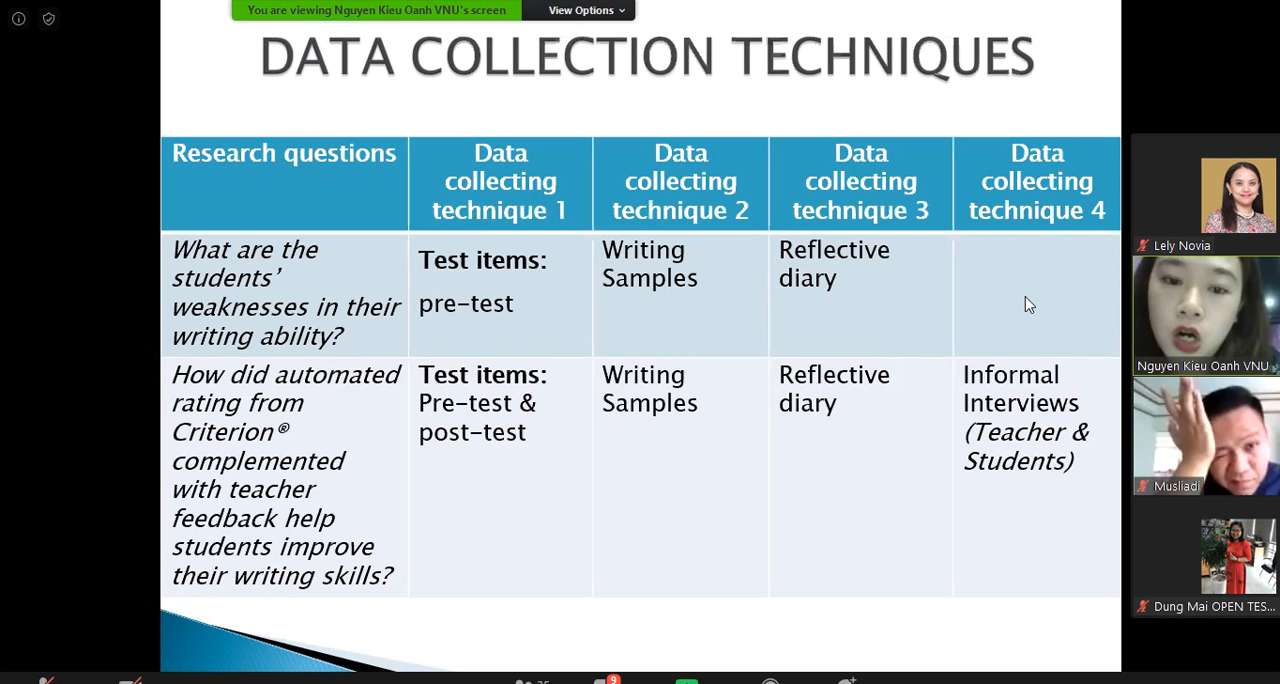 You are viewing Nguyen Kieu Oanh VNU's screen
View Options
DATA COLLECTION TECHNIQUES
Research questions
Data
collecting
technique 1
Data
collecting
technique 2
Data
collecting
technique 3
Data
collecting
technique 4
What are the
students'
weaknesses in their
writing ability?
Test items:
pre-test
Writing
Samples
Reflective
diary
How did automated
rating from
Criterion®
complemented
with teacher
feedback help
students improve
their writing skills?
Test items:
Pre-test &
post-test
Writing
Samples
Reflective
diary
Informal
Interviews
(Teacher &
Students)
Lely Novia
Nguyen Kieu Oanh VNU
Musliadi
Dung Mai OPEN TES...
9